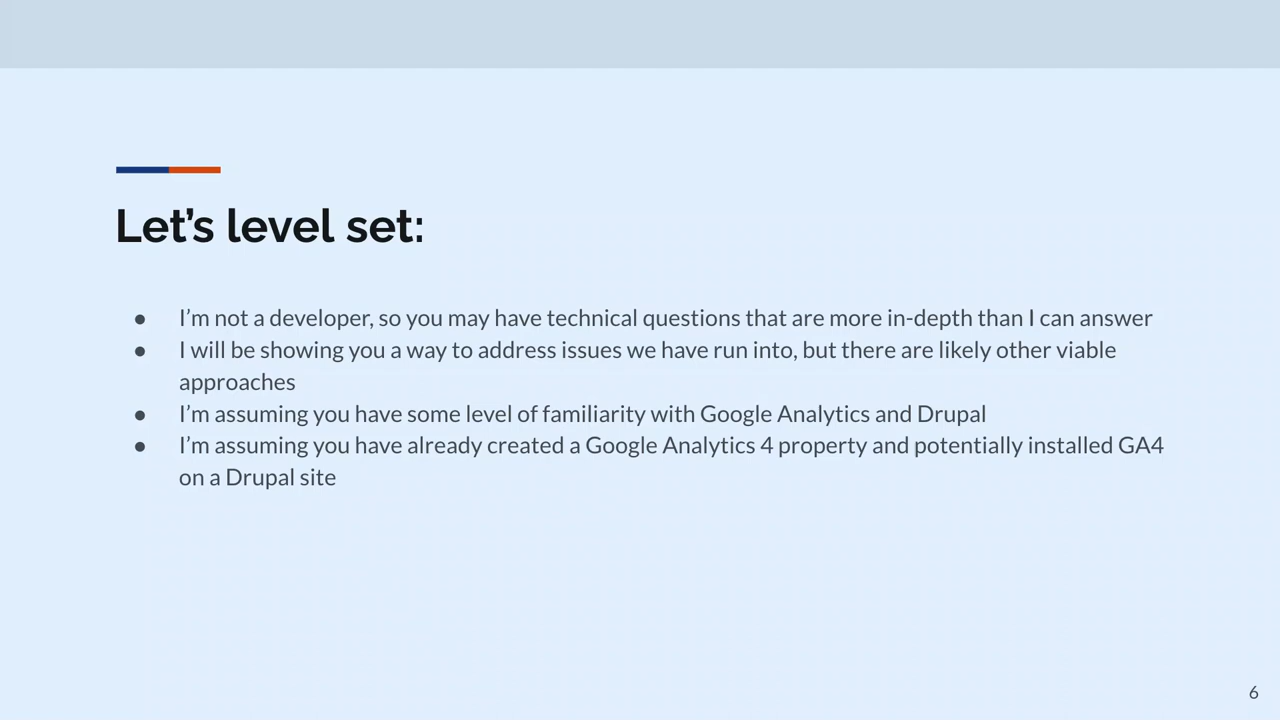 Let’s level set:
● I’m not a developer, so you may have technical questions that are more in-depth than I can answer
● I will be showing you a way to address issues we have run into, but there are likely other viable
approaches
● I’m assuming you have some level of familiarity with Google Analytics and Drupal
● I’m assuming you have already created a Google Analytics 4 property and potentially installed GA4
on a Drupal site
6